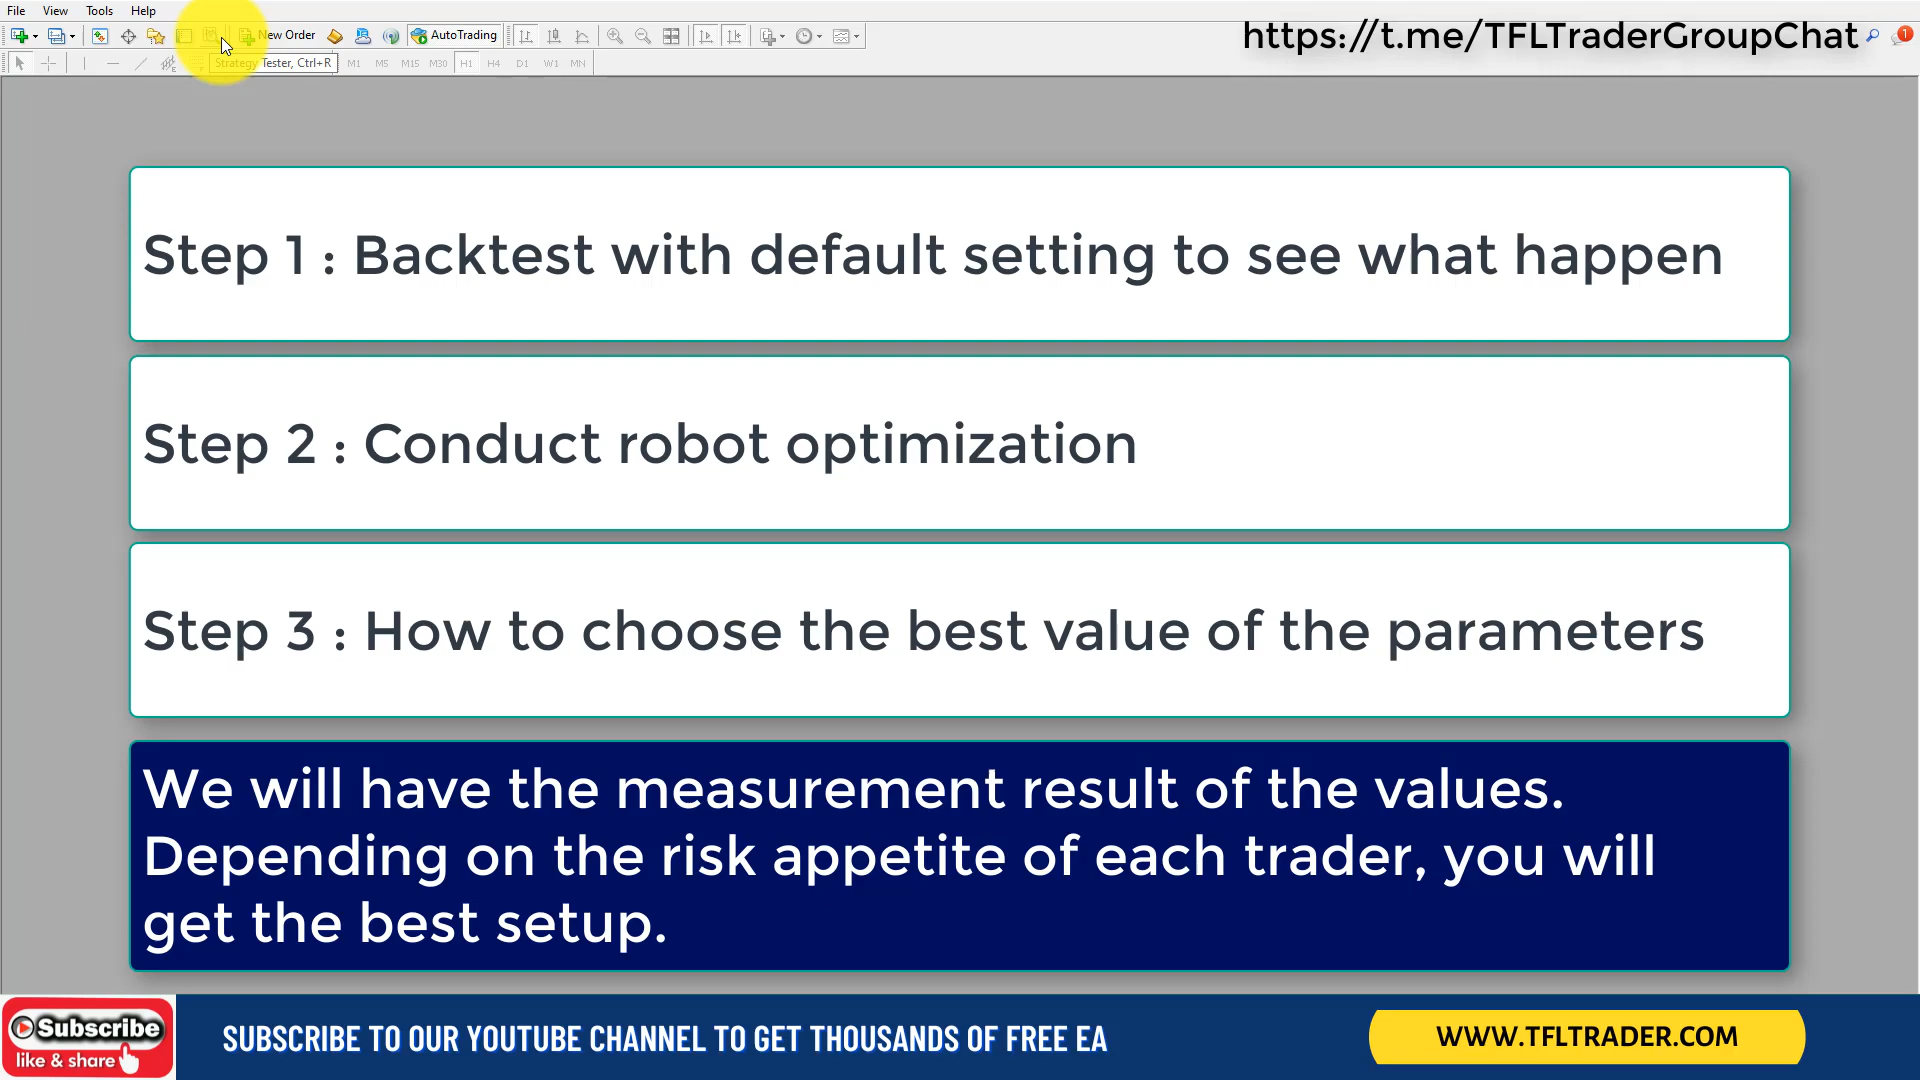 File View Tools Help
New Order AutoTrading
https://t.me/TFLTraderGroupChat
1
Strategy Tester, Ctrl+R M1 M5 M15 M30 H1 H4 D1 W1 MN
Step 1 : Backtest with default setting to see what happen
Step 2 : Conduct robot optimization
Step 3 : How to choose the best value of the parameters
We will have the measurement result of the values.
Depending on the risk appetite of each trader, you will
get the best setup.
Subscribe
like & share
SUBSCRIBE TO OUR YOUTUBE CHANNEL TO GET THOUSANDS OF FREE EA
WWW.TFLTRADER.COM